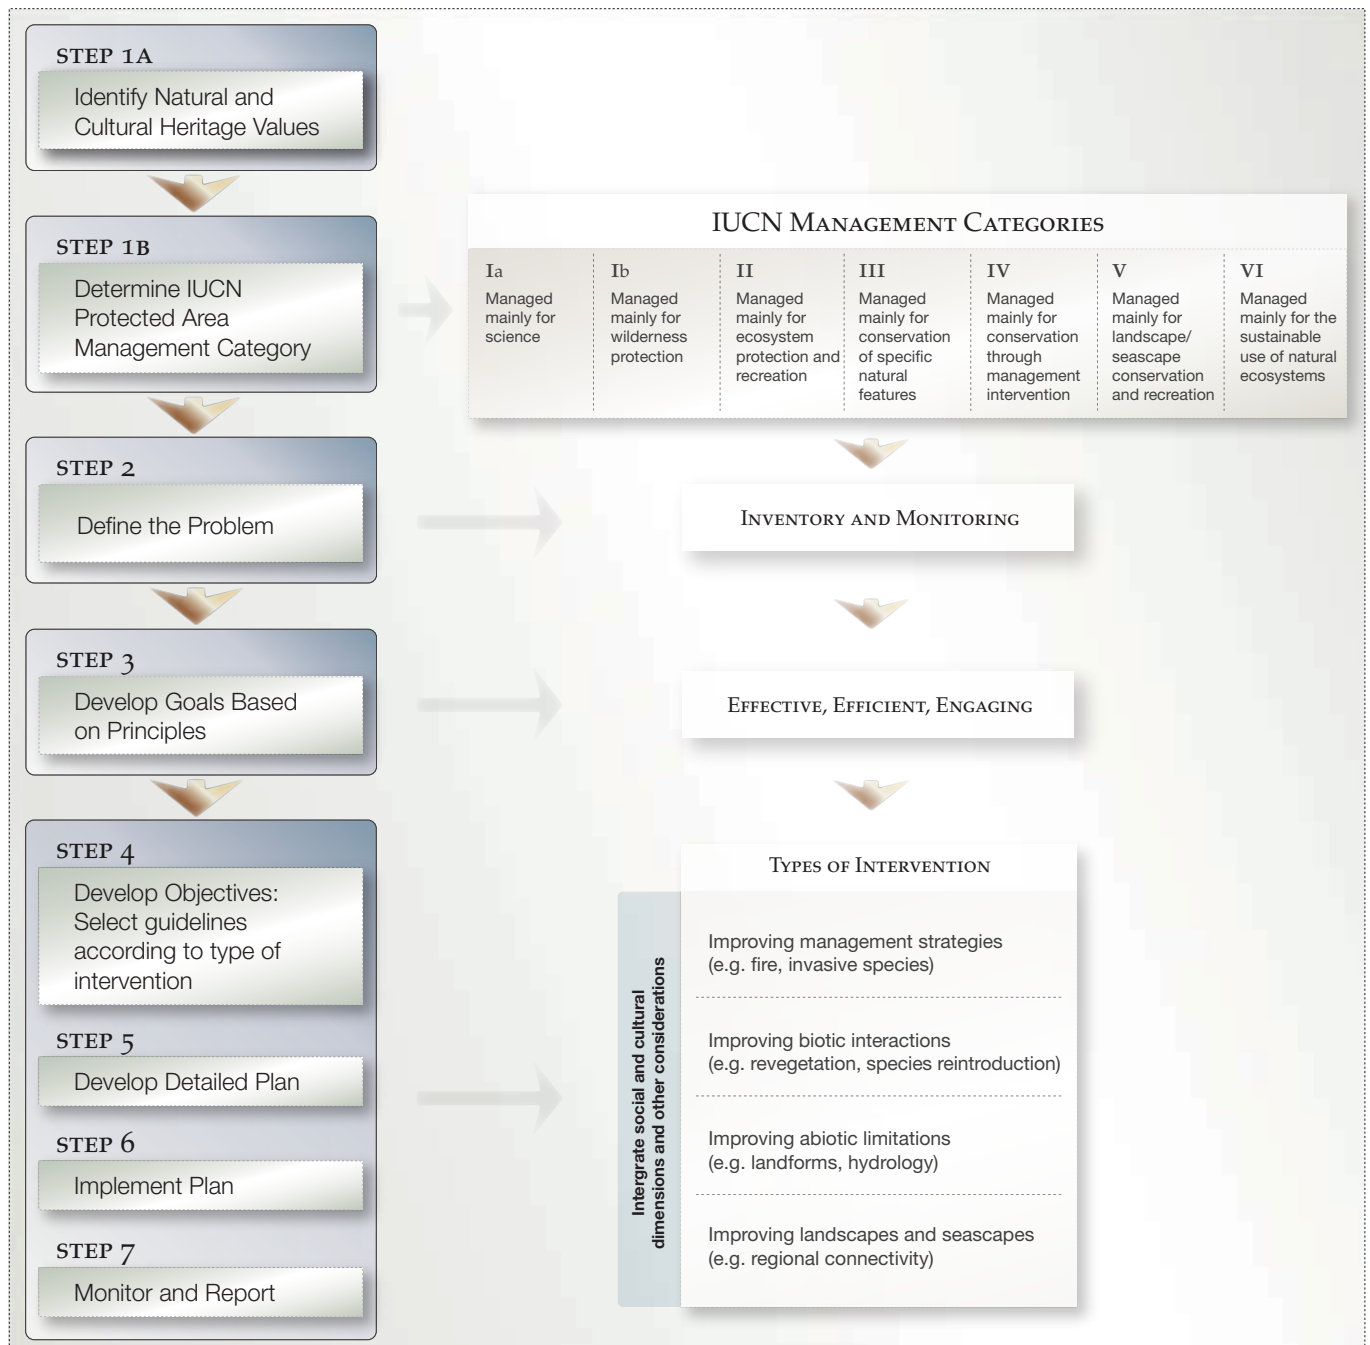 STEP 1A
Identify Natural and
Cultural Heritage Values
STEP 1B
Determine IUCN
Protected Area
Management Category
IUCN MANAGEMENT CATEGORIES
Ia
Managed
mainly for
science
Ib
Managed
mainly for
wilderness
protection
II
Managed
mainly for
ecosystem
protection and
recreation
III
Managed
mainly for
conservation
of specific
natural
features
IV
Managed
mainly for
conservation
through
management
intervention
V
Managed
mainly for
landscape/
seascape
conservation
and recreation
VI
Managed
mainly for the
sustainable
use of natural
ecosystems
STEP 2
Define the Problem
INVENTORY AND MONITORING
STEP 3
Develop Goals Based
on Principles
EFFECTIVE, EFFICIENT, ENGAGING
STEP 4
Develop Objectives:
Select guidelines
according to type of
intervention
STEP 5
Develop Detailed Plan
STEP 6
Implement Plan
STEP 7
Monitor and Report
TYPES OF INTERVENTION
Intergrate social and cultural
dimensions and other considerations
Improving management strategies
(e.g. fire, invasive species)
Improving biotic interactions
(e.g. revegetation, species reintroduction)
Improving abiotic limitations
(e.g. landforms, hydrology)
Improving landscapes and seascapes
(e.g. regional connectivity)